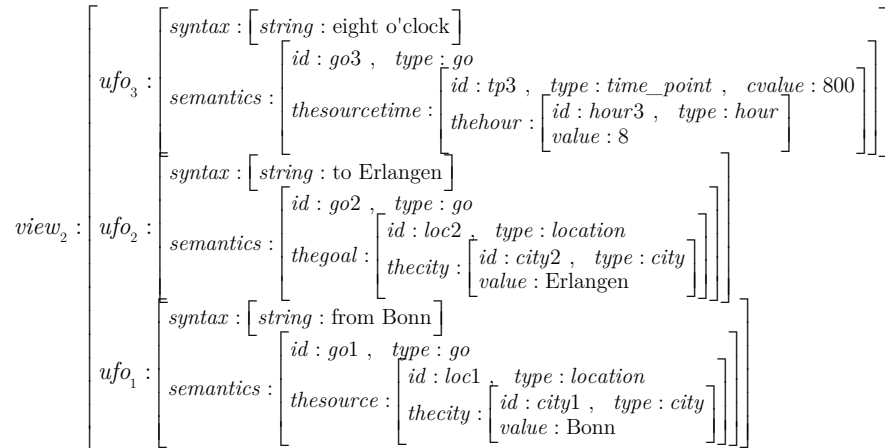 syntax : [string : eight o'clock]
id : go3 , type : go
ufo3 :
id : tp3 , type : time_point , cvalue : 800
semantics :
thesourcetime :
id : hour3 , type : hour
thehour :
value : 8
syntax : [string : to Erlangen]
id : go2 , type : go
view2 : ufo2 :
id : loc2 , type : location
semantics :
thegoal :
id : city2 , type : city
thecity :
value : Erlangen
syntax : [string : from Bonn]
id : go1 , type : go
ufo1 :
id : loc1 , type : location
semantics :
thesource :
id : city1 , type : city
thecity :
value : Bonn